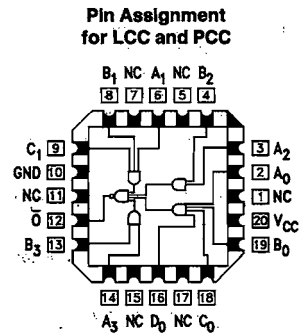 Pin Assignment
for LCC and PCC
B1 NC A1 NC B2
8 7 6 5 4
C1 9
GND 10
NC 11
O̅ 12
B3 13
3 A2
2 A0
1 NC
20 VCC
19 B0
14 15 16 17 18
A3 NC D0 NC C0